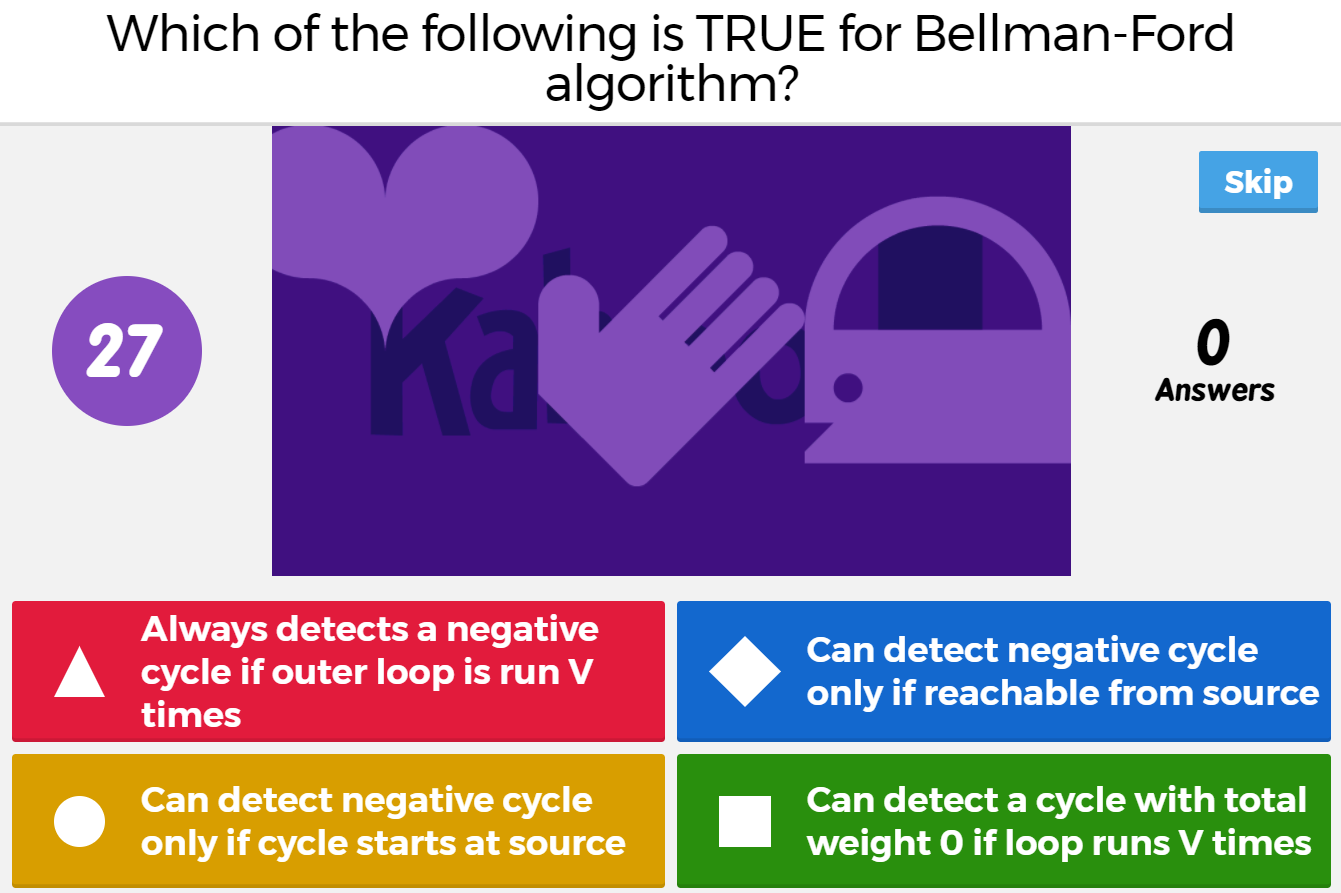 Which of the following is TRUE for Bellman-Ford
algorithm?
Skip
27
0
Answers
Always detects a negative
cycle if outer loop is run V
times
Can detect negative cycle
only if reachable from source
Can detect negative cycle
only if cycle starts at source
Can detect a cycle with total
weight 0 if loop runs V times